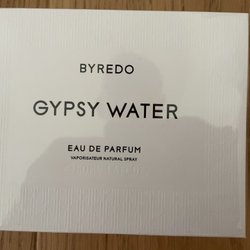 BYREDO
GYPSY WATER
EAU DE PARFUM
VAPORISATEUR NATURAL SPRAY